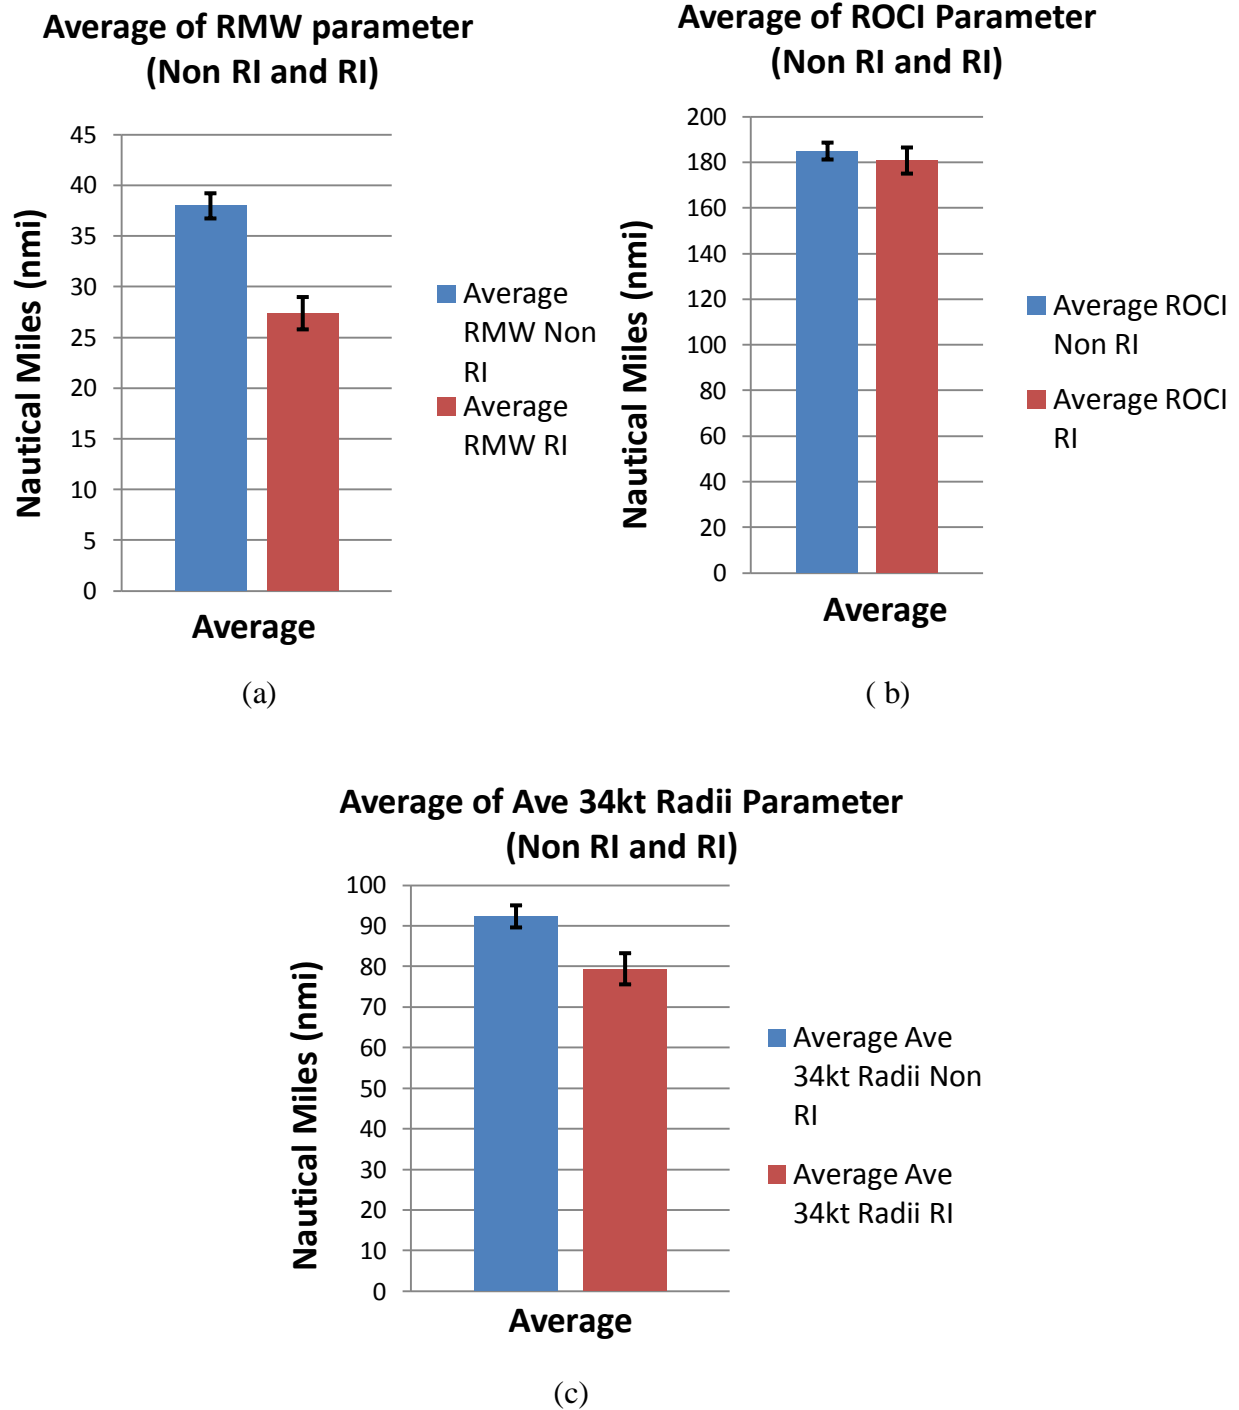 Average of RMW parameter
(Non RI and RI)
45
40
35
30
25
20
15
10
5
0
Nautical Miles (nmi)
Average
Average
RMW Non
RI
Average
RMW RI
(a)
Average of ROCI Parameter
(Non RI and RI)
200
180
160
140
120
100
80
60
40
20
0
Nautical Miles (nmi)
Average
Average ROCI
Non RI
Average ROCI
RI
( b)
Average of Ave 34kt Radii Parameter
(Non RI and RI)
100
90
80
70
60
50
40
30
20
10
0
Nautical Miles (nmi)
Average
Average Ave
34kt Radii Non
RI
Average Ave
34kt Radii RI
(c)